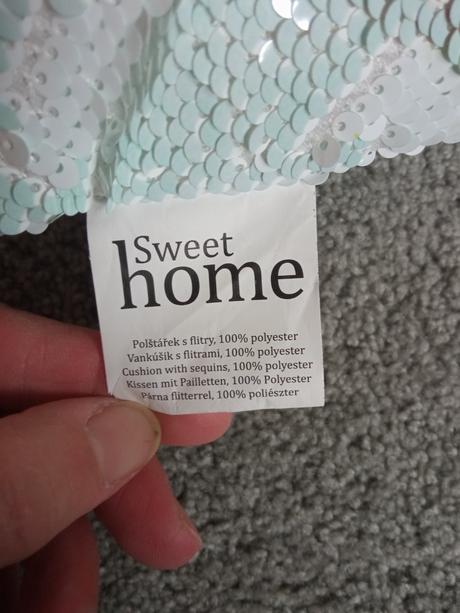 Sweet
home
Polštářek s flitry, 100% polyester
Vankúšik s flitrami, 100% polyester
Cushion with sequins, 100% polyester
Kissen mit Pailletten, 100% Polyester
Párna flitterrel, 100% poliészter